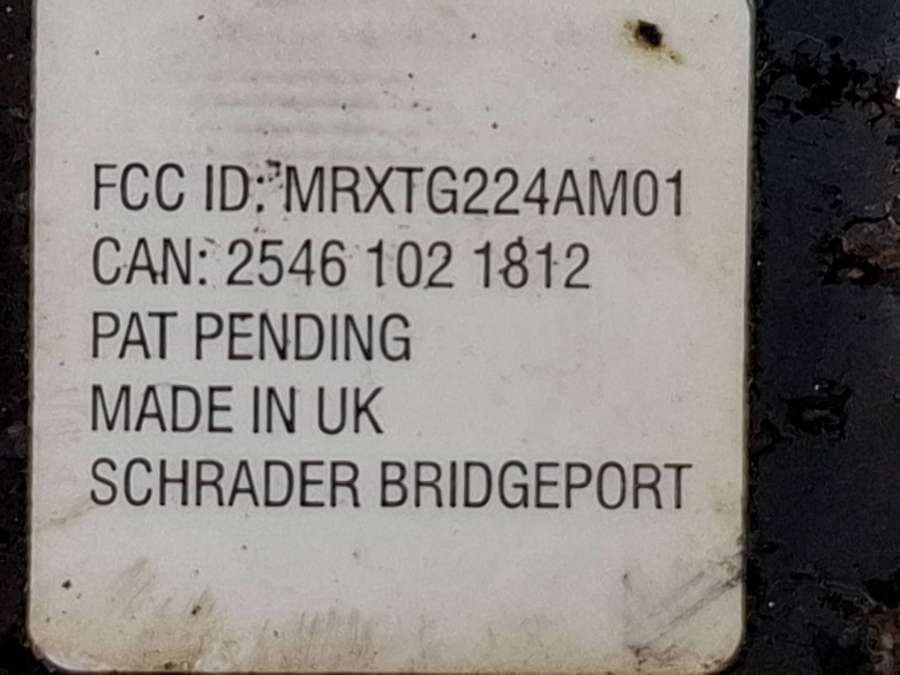 FCC ID: MRXTG224AM01
CAN: 2546 102 1812
PAT PENDING
MADE IN UK
SCHRADER BRIDGEPORT